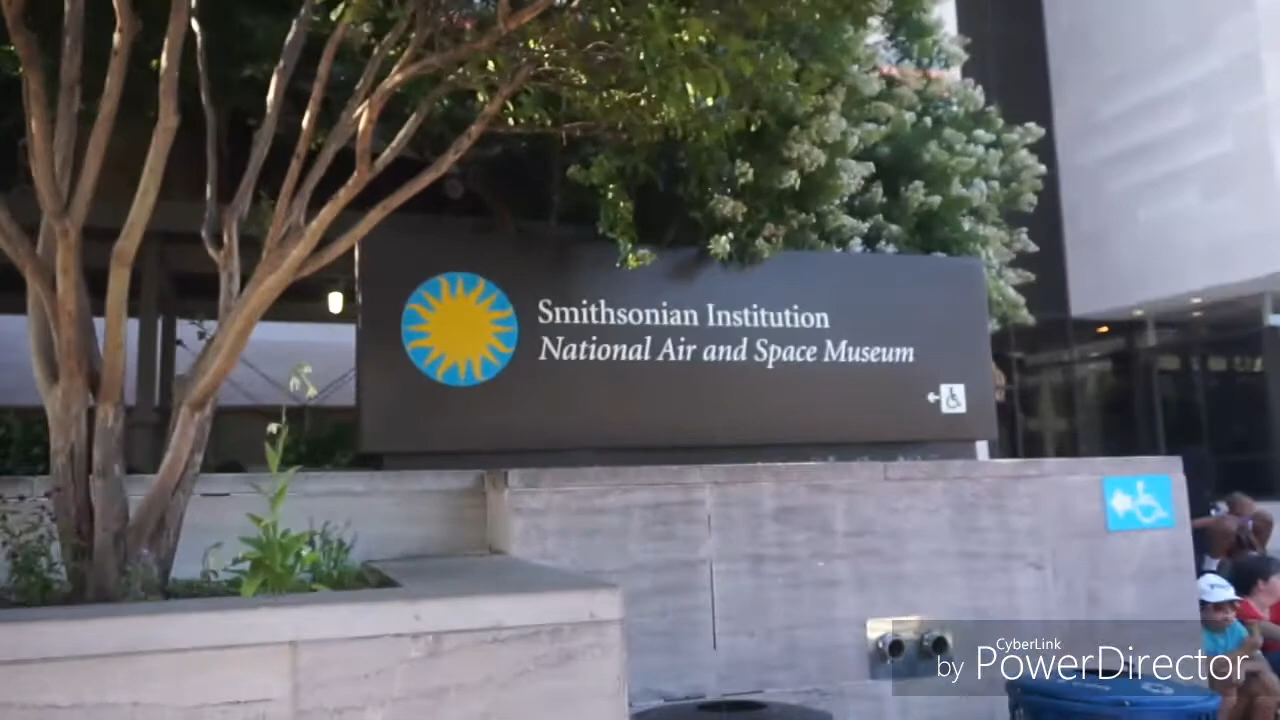 Smithsonian Institution
National Air and Space Museum
CyberLink
by PowerDirector